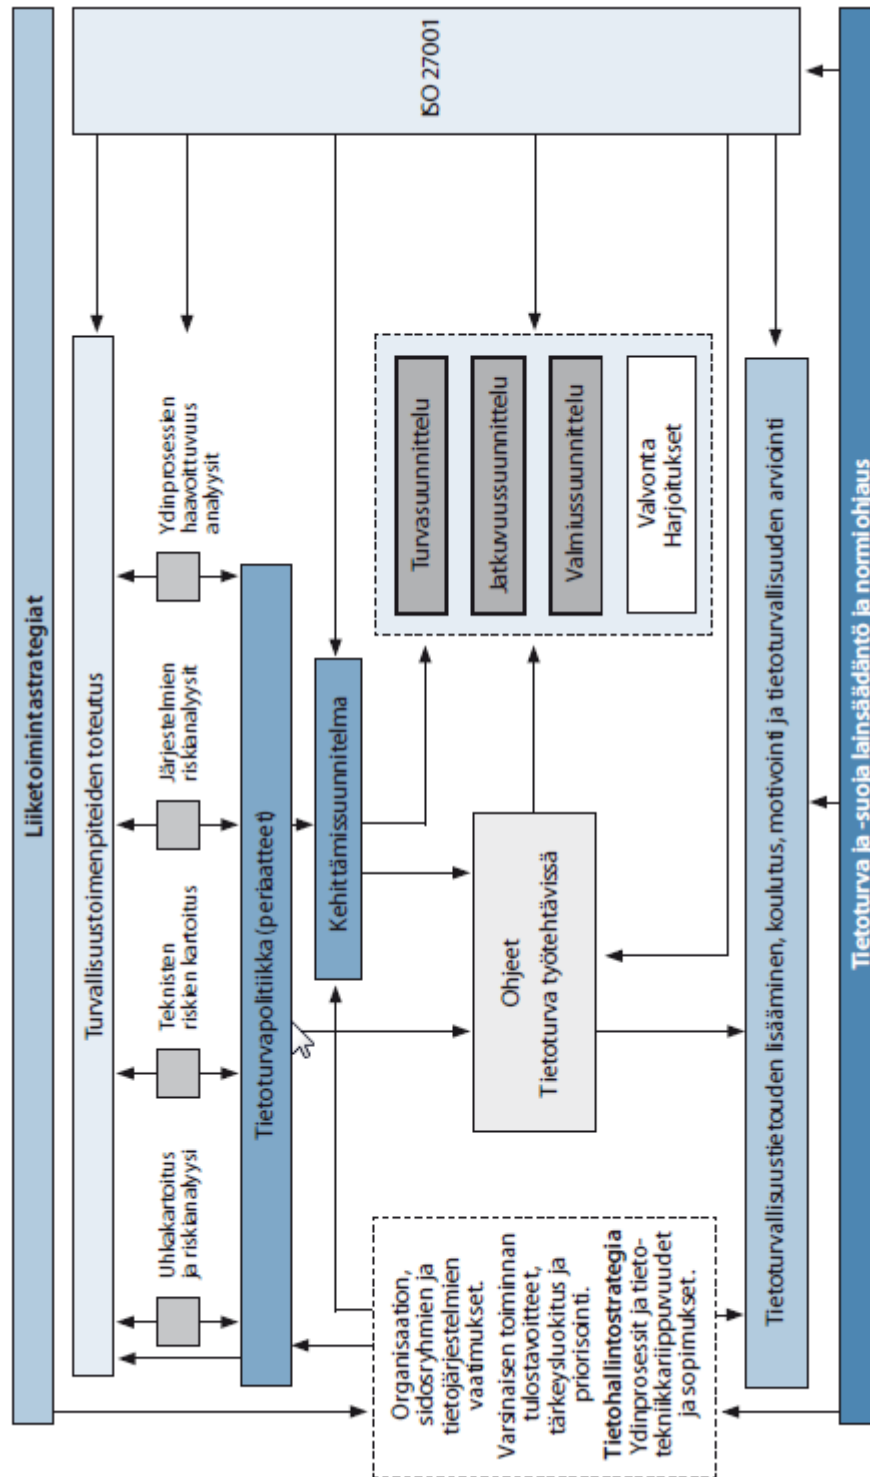 Liiketoimintastrategiat
Turvallisuustoimenpiteiden toteutus
Uhkakartoitus
ja riskianalyysi
Teknisten
riskien kartoitus
Järjestelmien
riskianalyysit
Ydinprosessien
haavoittuvuus
analyysit
Tietoturvapolitiikka (periaatteet)
Kehittämissuunnitelma
Organisaation,
sidosryhmien ja
tietojärjestelmien
vaatimukset.
Varsinaisen toiminnan
tulostavoitteet,
tärkeysluokitus ja
priorisointi.
Tietohallintostrategia
Ydinprosessit ja tieto-
tekniikkariippuvuudet
ja sopimukset.
Ohjeet
Tietoturva työtehtävissä
Turvasuunnittelu
Jatkuvuussuunnittelu
Valmiussuunnittelu
Valvonta
Harjoitukset
ISO 27001
Tietoturvallisuustietouden lisääminen, koulutus, motivointi ja tietoturvallisuuden arviointi
Tietoturva ja -suoja lainsäädäntö ja normiohjaus